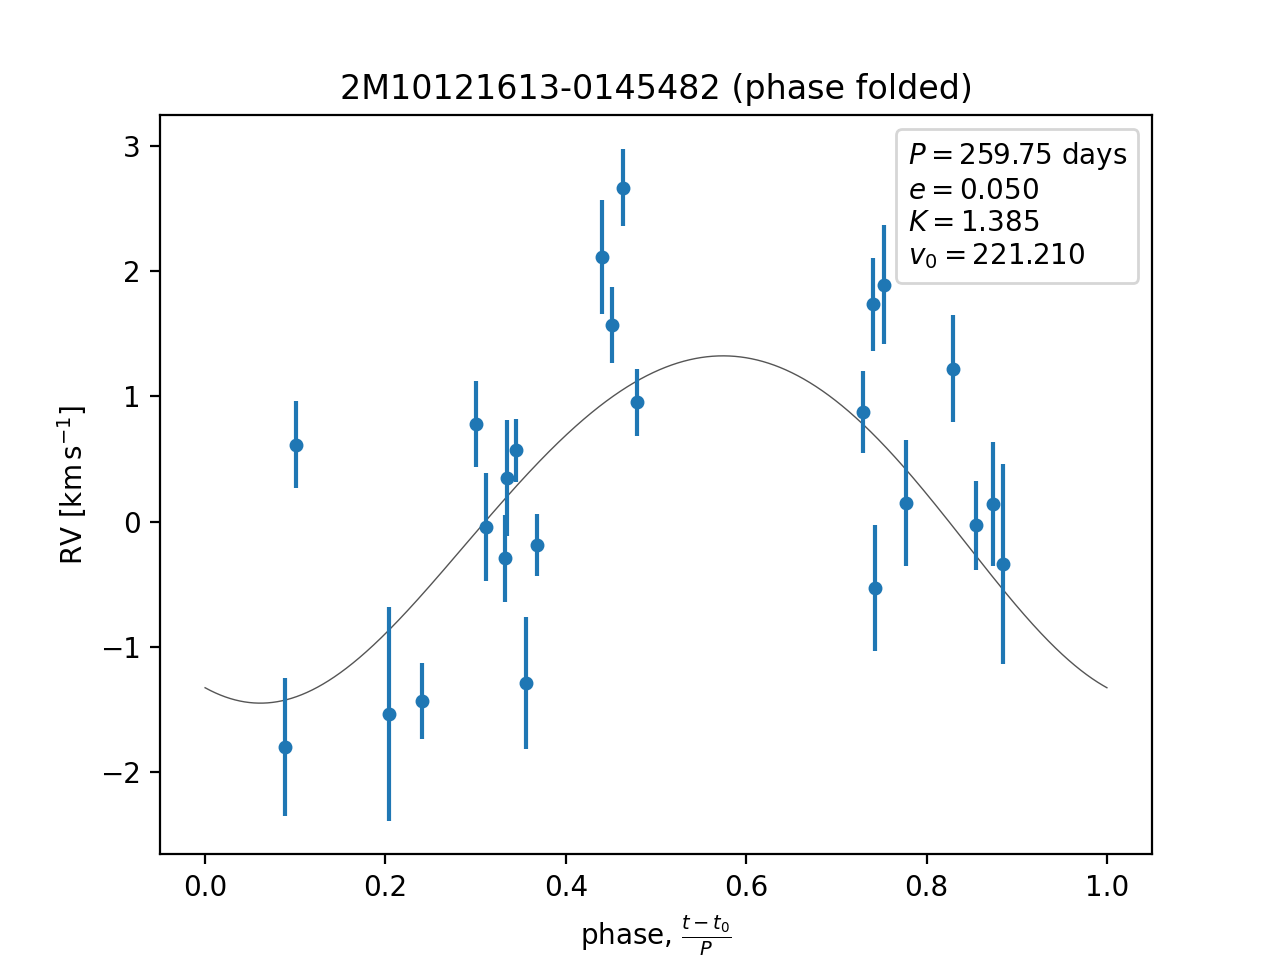 2M10121613-0145482 (phase folded)
P = 259.75 days
e = 0.050
K = 1.385
v₀ = 221.210
3
2
1
0
−1
−2
RV [km s⁻¹]
0.0 0.2 0.4 0.6 0.8 1.0
phase, (t − t₀)/P